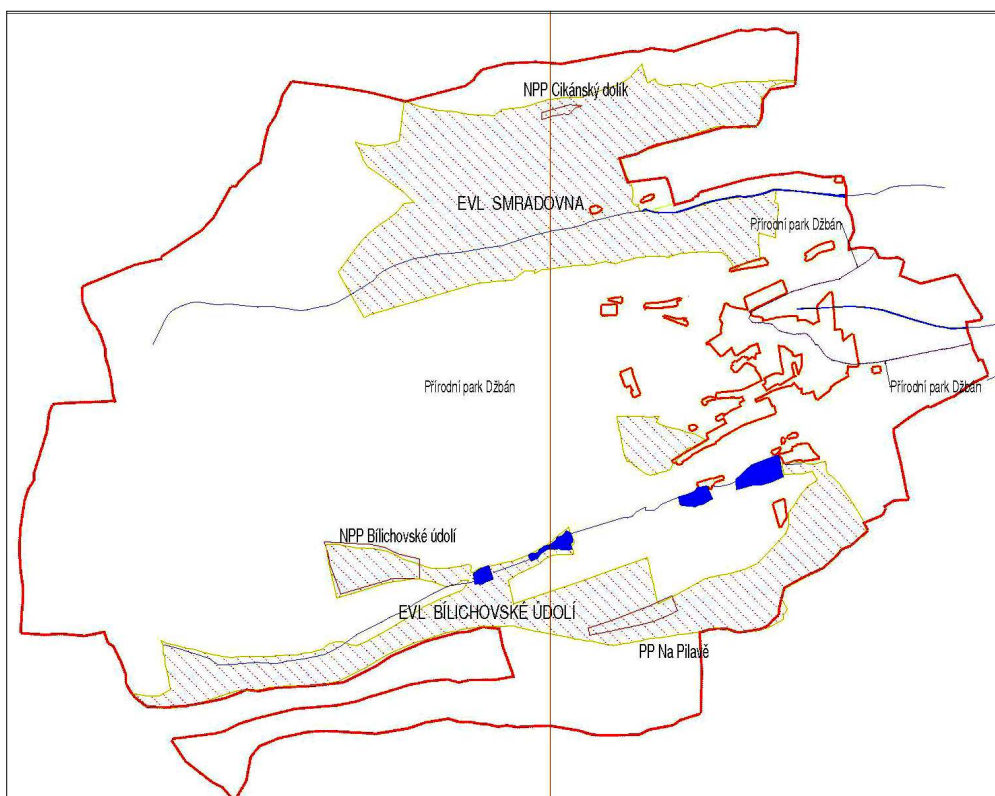 NPP Cikánský dolík
EVL SMRADOVNA
Přírodní park Džbán
Přírodní park Džbán
Přírodní park Džbán
NPP Bílichovské údolí
EVL BÍLICHOVSKÉ ÚDOLÍ
PP Na Pilavě